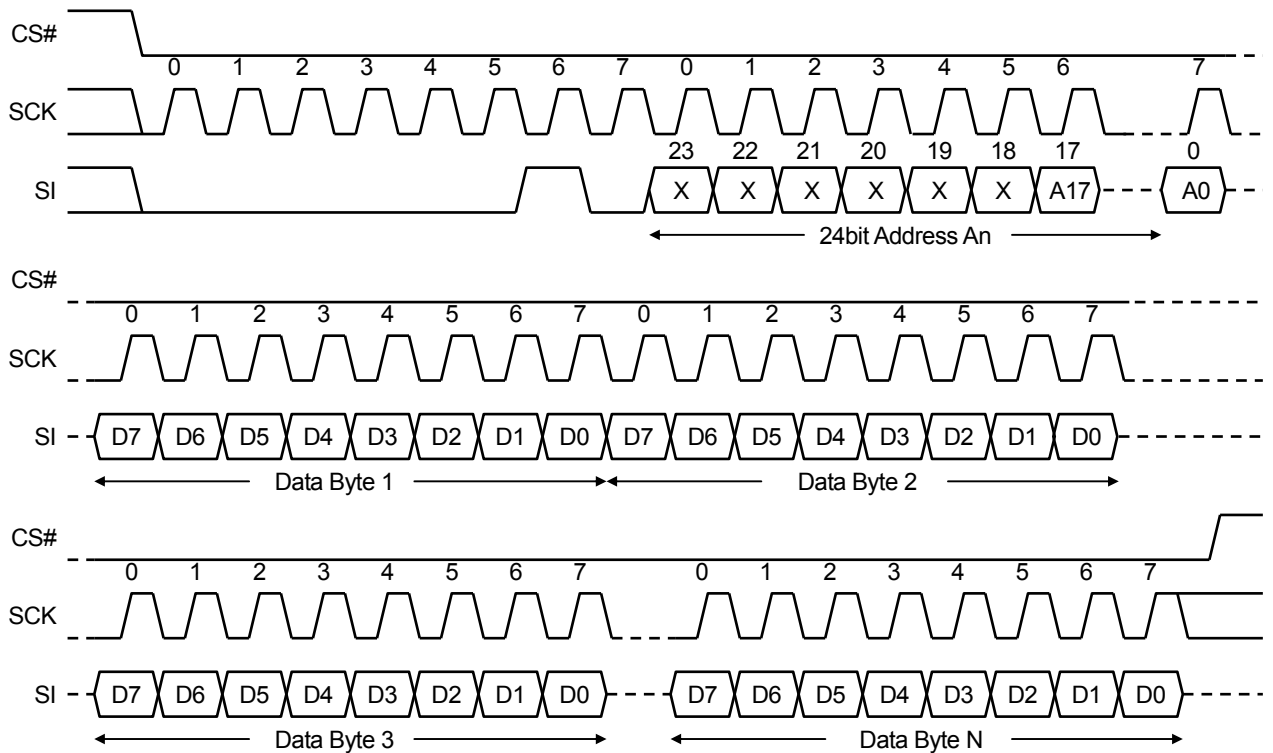 CS#
0 1 2 3 4 5 6 7 0 1 2 3 4 5 6 7
SCK
23 22 21 20 19 18 17 0
SI X X X X X X A17 A0
24bit Address An
CS#
0 1 2 3 4 5 6 7 0 1 2 3 4 5 6 7
SCK
SI D7 D6 D5 D4 D3 D2 D1 D0 D7 D6 D5 D4 D3 D2 D1 D0
Data Byte 1 Data Byte 2
CS#
0 1 2 3 4 5 6 7 0 1 2 3 4 5 6 7
SCK
SI D7 D6 D5 D4 D3 D2 D1 D0 D7 D6 D5 D4 D3 D2 D1 D0
Data Byte 3 Data Byte N